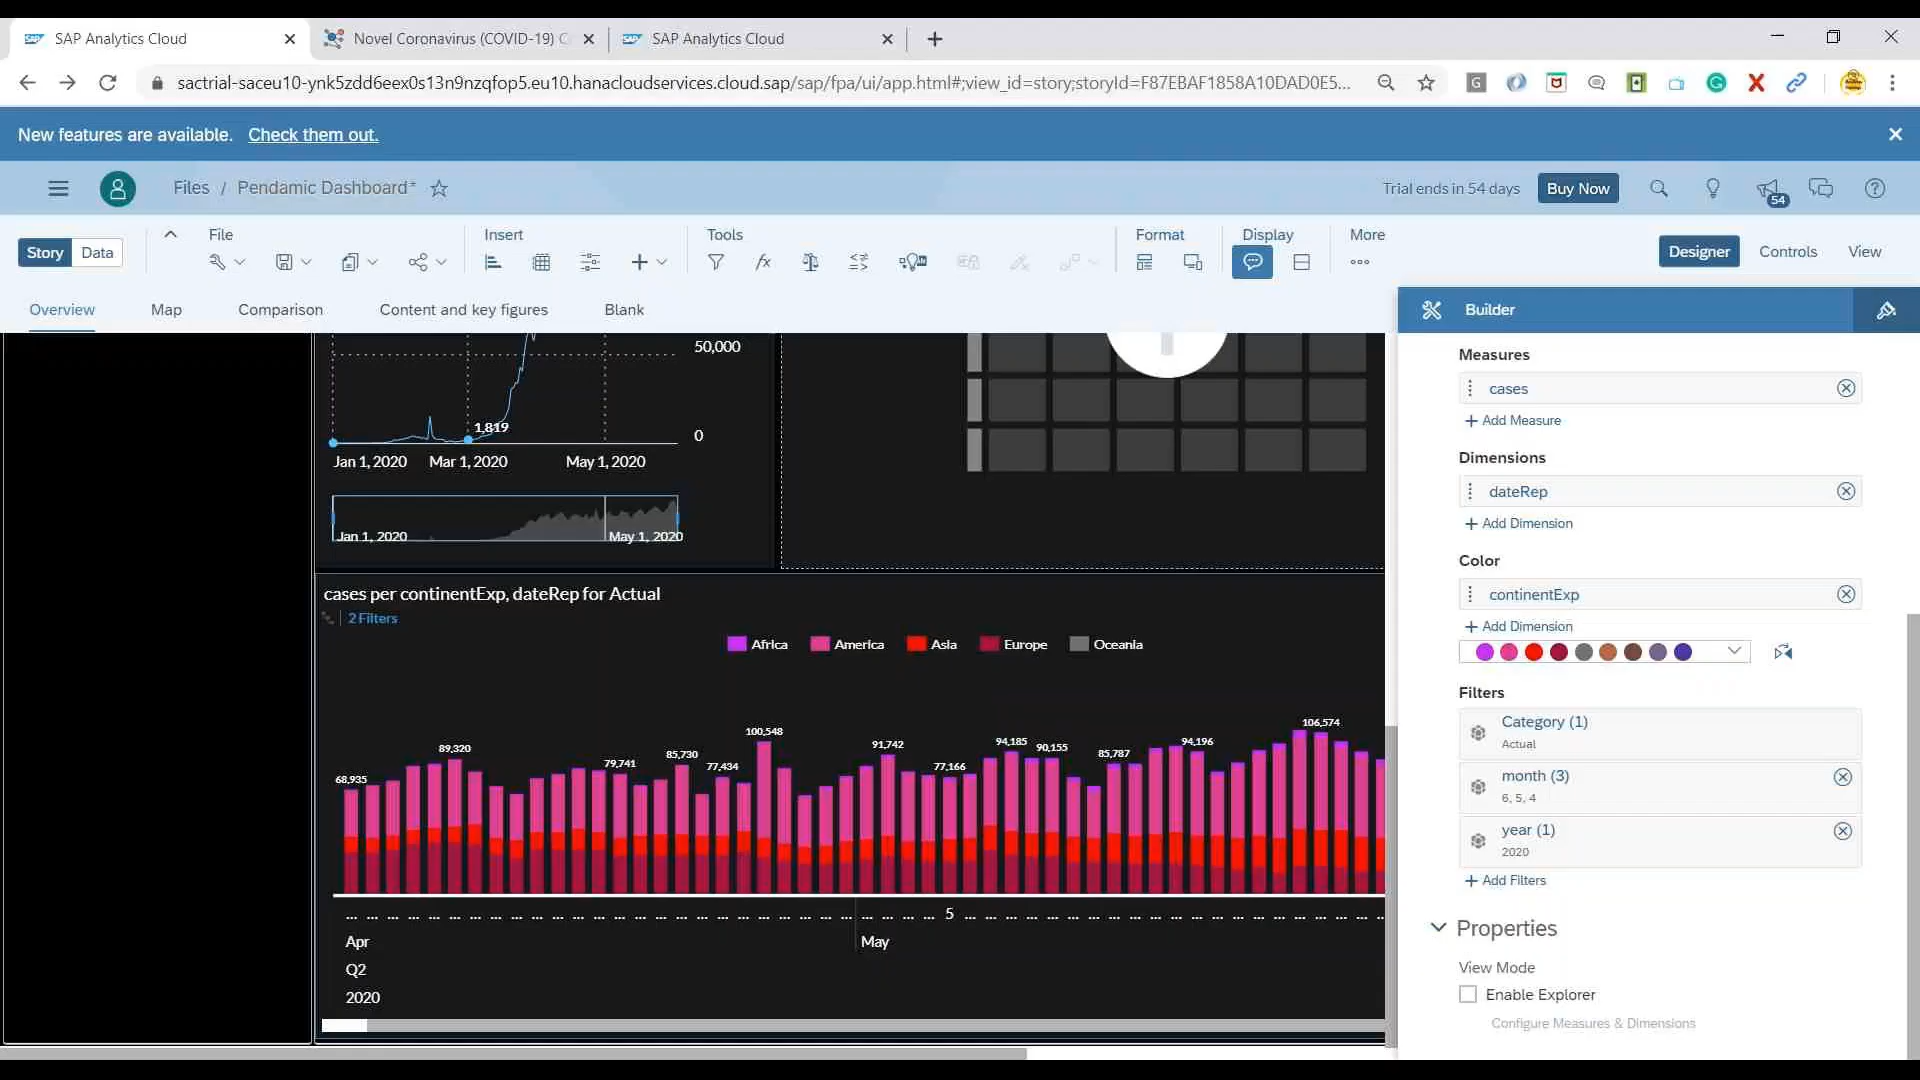 SAP Analytics Cloud
Novel Coronavirus (COVID-19) C
SAP Analytics Cloud
sactrial-saceu10-ynk5zdd6eex0s13n9nzqfop5.eu10.hanacloudservices.cloud.sap/sap/fpa/ui/app.html#;view_id=story;storyId=F87EBAF1858A10DAD0E5...
New features are available. Check them out.
Files / Pendamic Dashboard*
Trial ends in 54 days
Buy Now
54
Story
Data
File
Insert
Tools
Format
Display
More
Designer
Controls
View
Overview
Map
Comparison
Content and key figures
Blank
Builder
50,000
1,819
0
Jan 1, 2020
Mar 1, 2020
May 1, 2020
Jan 1, 2020
May 1, 2020
cases per continentExp, dateRep for Actual
2 Filters
Africa
America
Asia
Europe
Oceania
68,935
89,320
79,741
85,730
77,434
100,548
91,742
77,166
94,185
90,155
85,787
94,196
106,574
5
Apr
May
Q2
2020
Measures
cases
+ Add Measure
Dimensions
dateRep
+ Add Dimension
Color
continentExp
+ Add Dimension
Filters
Category (1)
Actual
month (3)
6, 5, 4
year (1)
2020
+ Add Filters
Properties
View Mode
Enable Explorer
Configure Measures & Dimensions